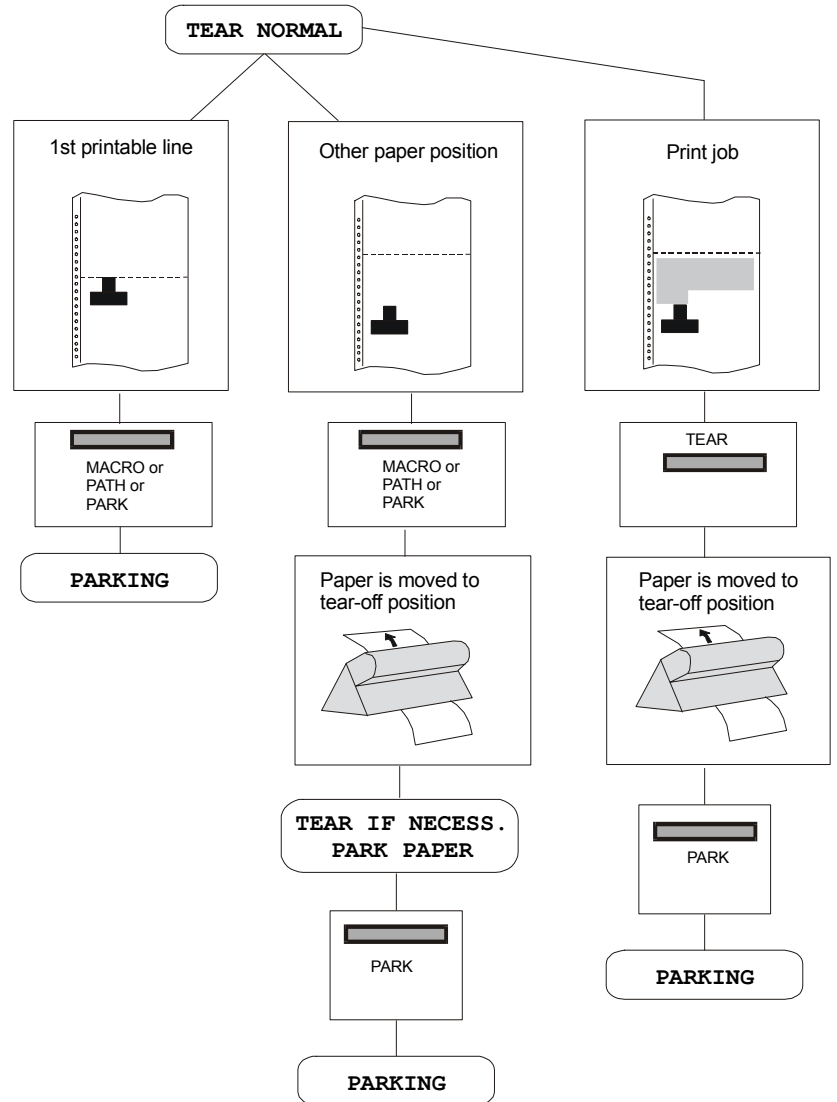 TEAR NORMAL
1st printable line
MACRO or
PATH or
PARK
PARKING
Other paper position
MACRO or
PATH or
PARK
Paper is moved to
tear-off position
TEAR IF NECESS.
PARK PAPER
PARK
PARKING
Print job
TEAR
Paper is moved to
tear-off position
PARK
PARKING